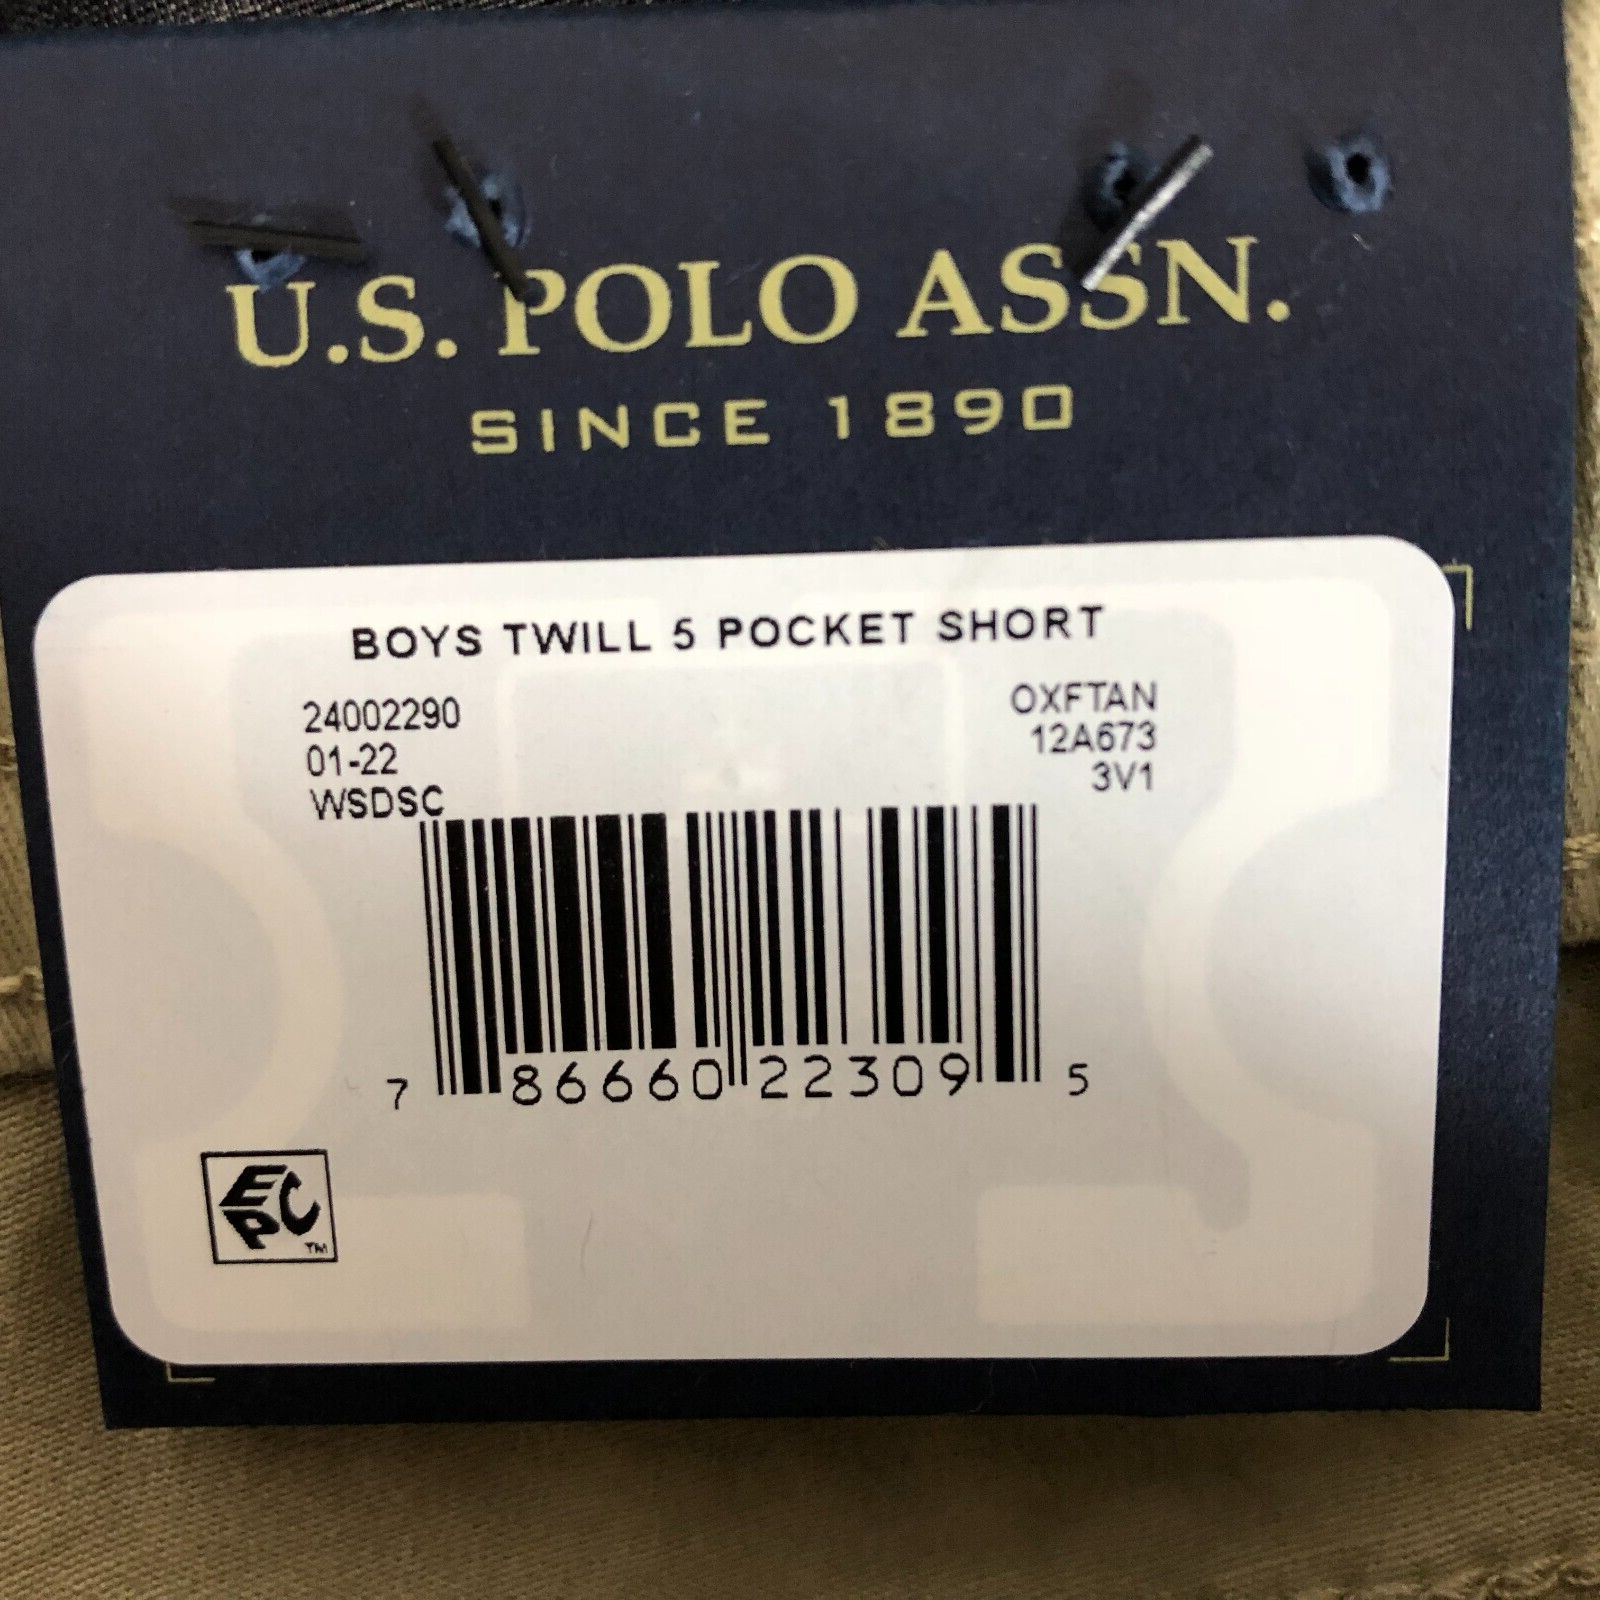 U.S. POLO ASSN.
SINCE 1890
BOYS TWILL 5 POCKET SHORT
24002290
01-22
WSDSC
OXFTAN
12A673
3V1
7 86660 22309 5
EPC™